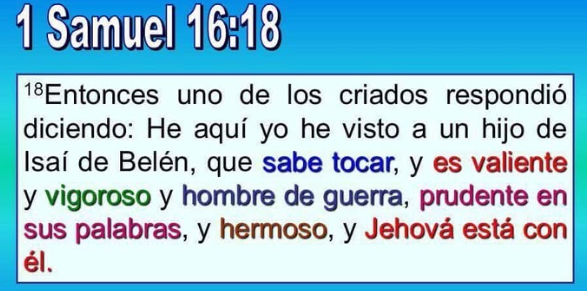 1 Samuel 16:18
18Entonces uno de los criados respondió
diciendo: He aquí yo he visto a un hijo de
Isaí de Belén, que sabe tocar, y es valiente
y vigoroso y hombre de guerra, prudente en
sus palabras, y hermoso, y Jehová está con
él.